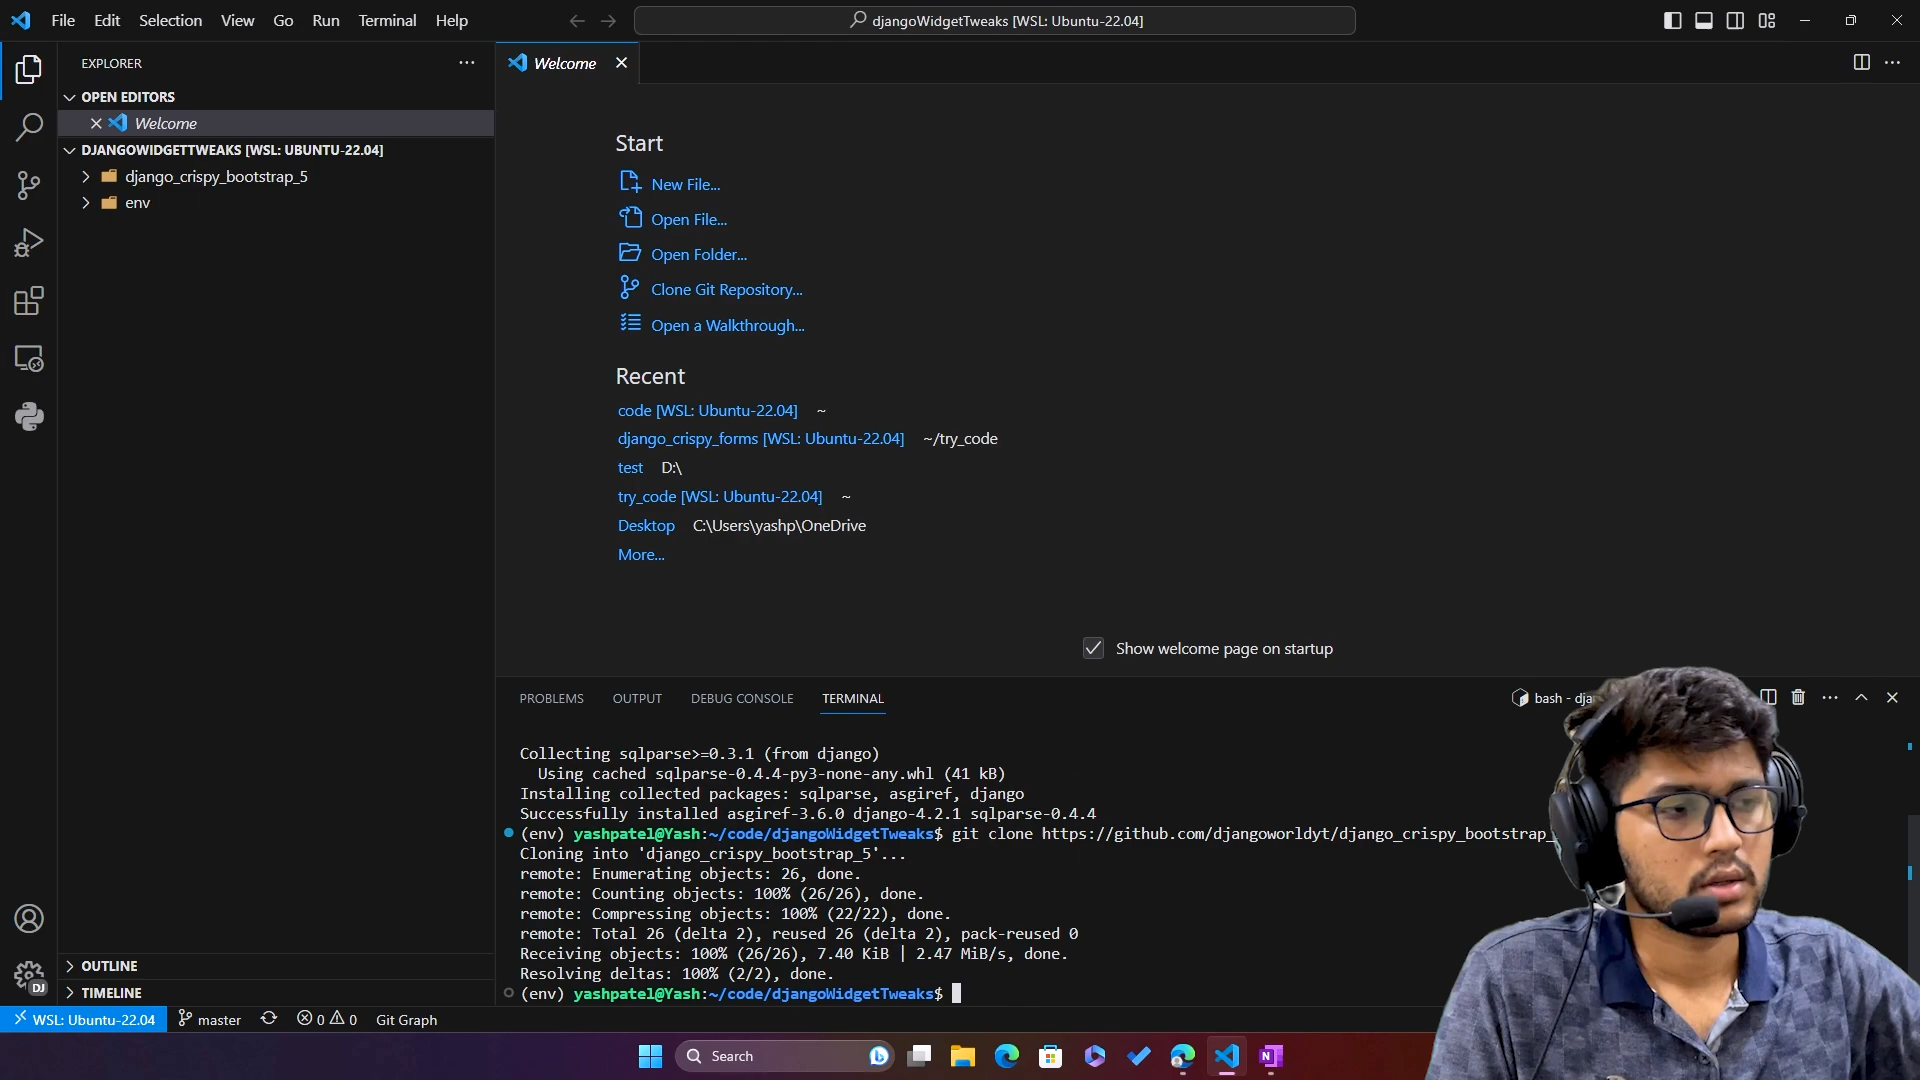 File Edit Selection View Go Run Terminal Help
djangoWidgetTweaks [WSL: Ubuntu-22.04]
EXPLORER
OPEN EDITORS
Welcome
DJANGOWIDGETTWEAKS [WSL: UBUNTU-22.04]
django_crispy_bootstrap_5
env
OUTLINE
TIMELINE
Welcome
Start
New File...
Open File...
Open Folder...
Clone Git Repository...
Open a Walkthrough...
Recent
code [WSL: Ubuntu-22.04] ~
django_crispy_forms [WSL: Ubuntu-22.04] ~/try_code
test D:\
try_code [WSL: Ubuntu-22.04] ~
Desktop C:\Users\yashp\OneDrive
More...
Show welcome page on startup
PROBLEMS OUTPUT DEBUG CONSOLE TERMINAL
bash - dja
Collecting sqlparse>=0.3.1 (from django)
Using cached sqlparse-0.4.4-py3-none-any.whl (41 kB)
Installing collected packages: sqlparse, asgiref, django
Successfully installed asgiref-3.6.0 django-4.2.1 sqlparse-0.4.4
(env) yashpatel@Yash:~/code/djangoWidgetTweaks$ git clone https://github.com/djangoworldyt/django_crispy_bootstrap_
Cloning into 'django_crispy_bootstrap_5'...
remote: Enumerating objects: 26, done.
remote: Counting objects: 100% (26/26), done.
remote: Compressing objects: 100% (22/22), done.
remote: Total 26 (delta 2), reused 26 (delta 2), pack-reused 0
Receiving objects: 100% (26/26), 7.40 KiB | 2.47 MiB/s, done.
Resolving deltas: 100% (2/2), done.
(env) yashpatel@Yash:~/code/djangoWidgetTweaks$
DJ
WSL: Ubuntu-22.04 master 0 0 Git Graph
Search